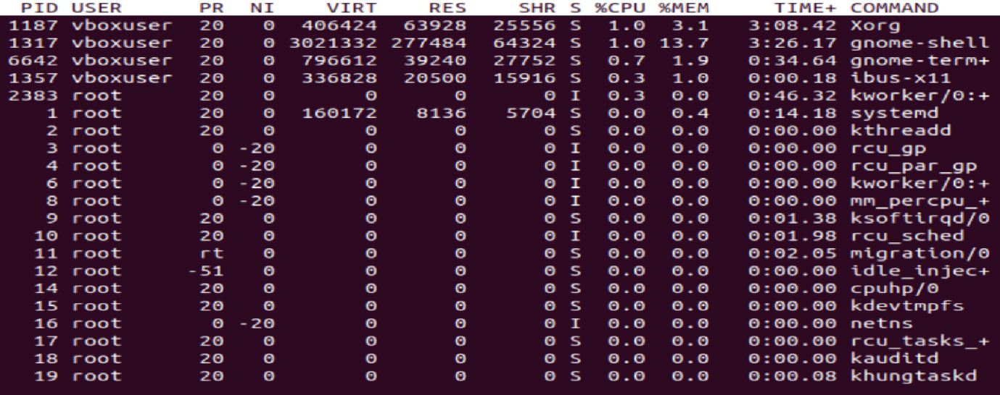 PID USER PR NI VIRT RES SHR S %CPU %MEM TIME+ COMMAND
1187 vboxuser 20 0 406424 63928 25556 S 1.0 3.1 3:08.42 Xorg
1317 vboxuser 20 0 3021332 277484 64324 S 1.0 13.7 3:26.17 gnome-shell
6642 vboxuser 20 0 796612 39240 27752 S 0.7 1.9 0:34.64 gnome-term+
1357 vboxuser 20 0 336828 20500 15916 S 0.3 1.0 0:00.18 ibus-x11
2383 root 20 0 0 0 0 I 0.3 0.0 0:46.32 kworker/0:+
1 root 20 0 160172 8136 5704 S 0.0 0.4 0:14.18 systemd
2 root 20 0 0 0 0 S 0.0 0.0 0:00.00 kthreadd
3 root 0 -20 0 0 0 I 0.0 0.0 0:00.00 rcu_gp
4 root 0 -20 0 0 0 I 0.0 0.0 0:00.00 rcu_par_gp
6 root 0 -20 0 0 0 I 0.0 0.0 0:00.00 kworker/0:+
8 root 0 -20 0 0 0 I 0.0 0.0 0:00.00 mm_percpu_+
9 root 20 0 0 0 0 S 0.0 0.0 0:01.38 ksoftirqd/0
10 root 20 0 0 0 0 I 0.0 0.0 0:01.98 rcu_sched
11 root rt 0 0 0 0 S 0.0 0.0 0:02.05 migration/0
12 root -51 0 0 0 0 S 0.0 0.0 0:00.00 idle_injec+
14 root 20 0 0 0 0 S 0.0 0.0 0:00.00 cpuhp/0
15 root 20 0 0 0 0 S 0.0 0.0 0:00.00 kdevtmpfs
16 root 0 -20 0 0 0 I 0.0 0.0 0:00.00 netns
17 root 20 0 0 0 0 S 0.0 0.0 0:00.00 rcu_tasks_+
18 root 20 0 0 0 0 S 0.0 0.0 0:00.00 kauditd
19 root 20 0 0 0 0 S 0.0 0.0 0:00.08 khungtaskd